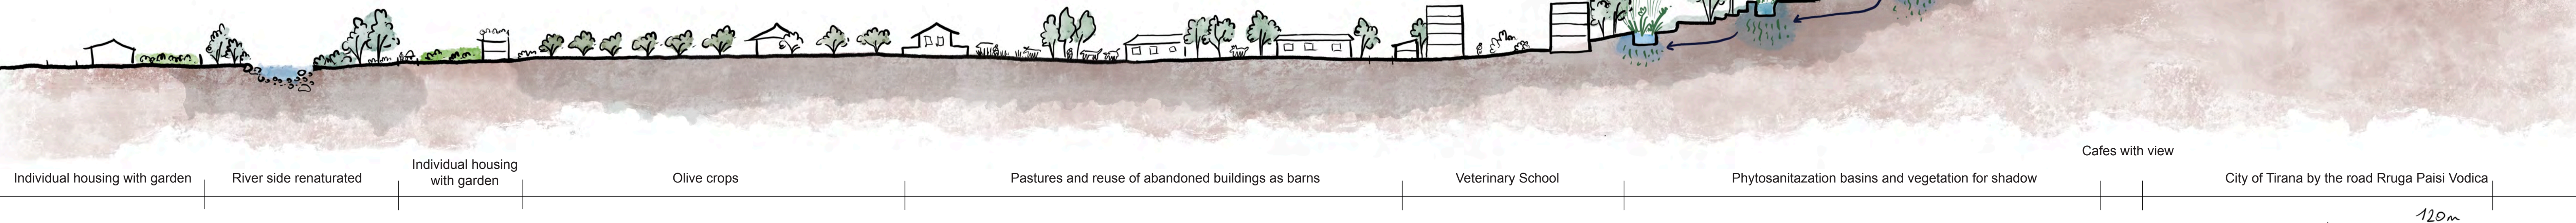 Cafes with view
Individual housing
with garden
Individual housing with garden
River side renaturated
Olive crops
Pastures and reuse of abandoned buildings as barns
Veterinary School
Phytosanitazation basins and vegetation for shadow
City of Tirana by the road Rruga Paisi Vodica
120m